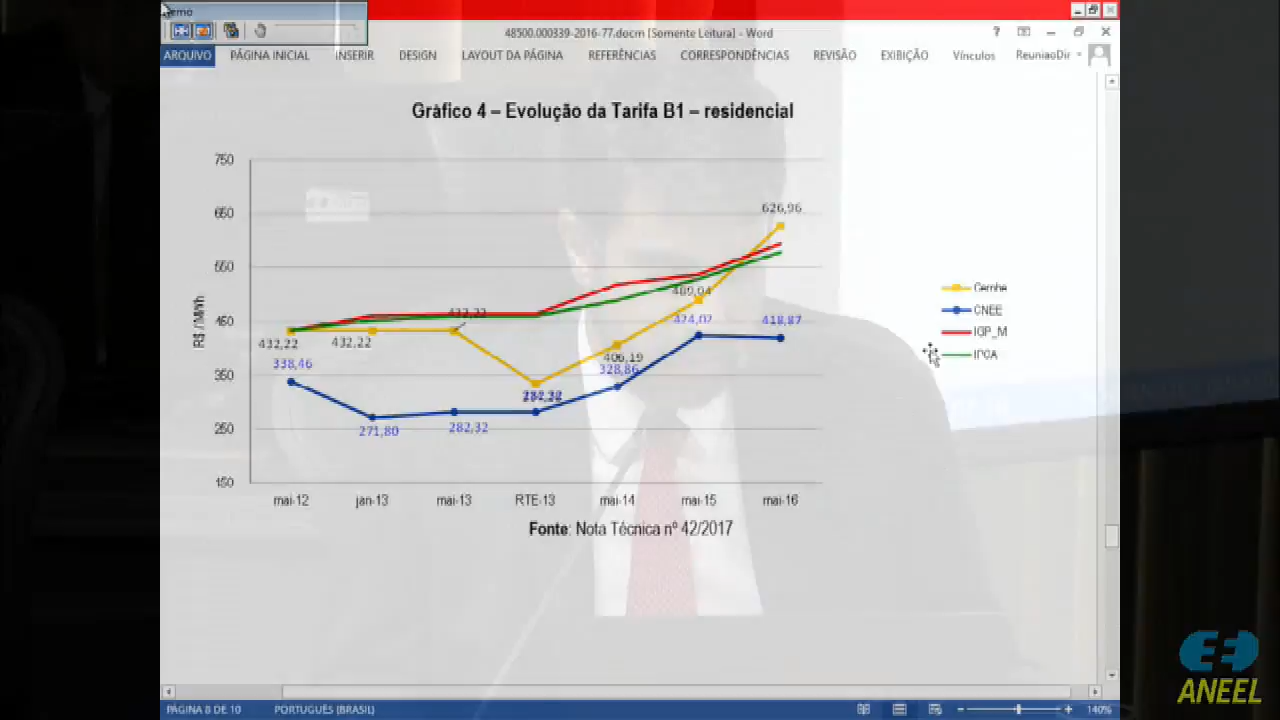 48500.000339-2016-77.docm [Somente Leitura] - Word
ARQUIVO PÁGINA INICIAL INSERIR DESIGN LAYOUT DA PÁGINA REFERÊNCIAS CORRESPONDÊNCIAS REVISÃO EXIBIÇÃO Vínculos ReuniaoDir
Gráfico 4 – Evolução da Tarifa B1 – residencial
750
650
550
450
350
250
150
R$ / MWh
626,96
489,04
432,22
424,02
418,87
432,22
432,22
406,19
338,46
328,86
271,80
282,32
CNEE
IGP_M
IPCA
mai-12 jan-13 mai-13 RTE-13 mai-14 mai-15 mai-16
Fonte: Nota Técnica nº 42/2017
PÁGINA 8 DE 10 PORTUGUÊS (BRASIL) 140%
ANEEL